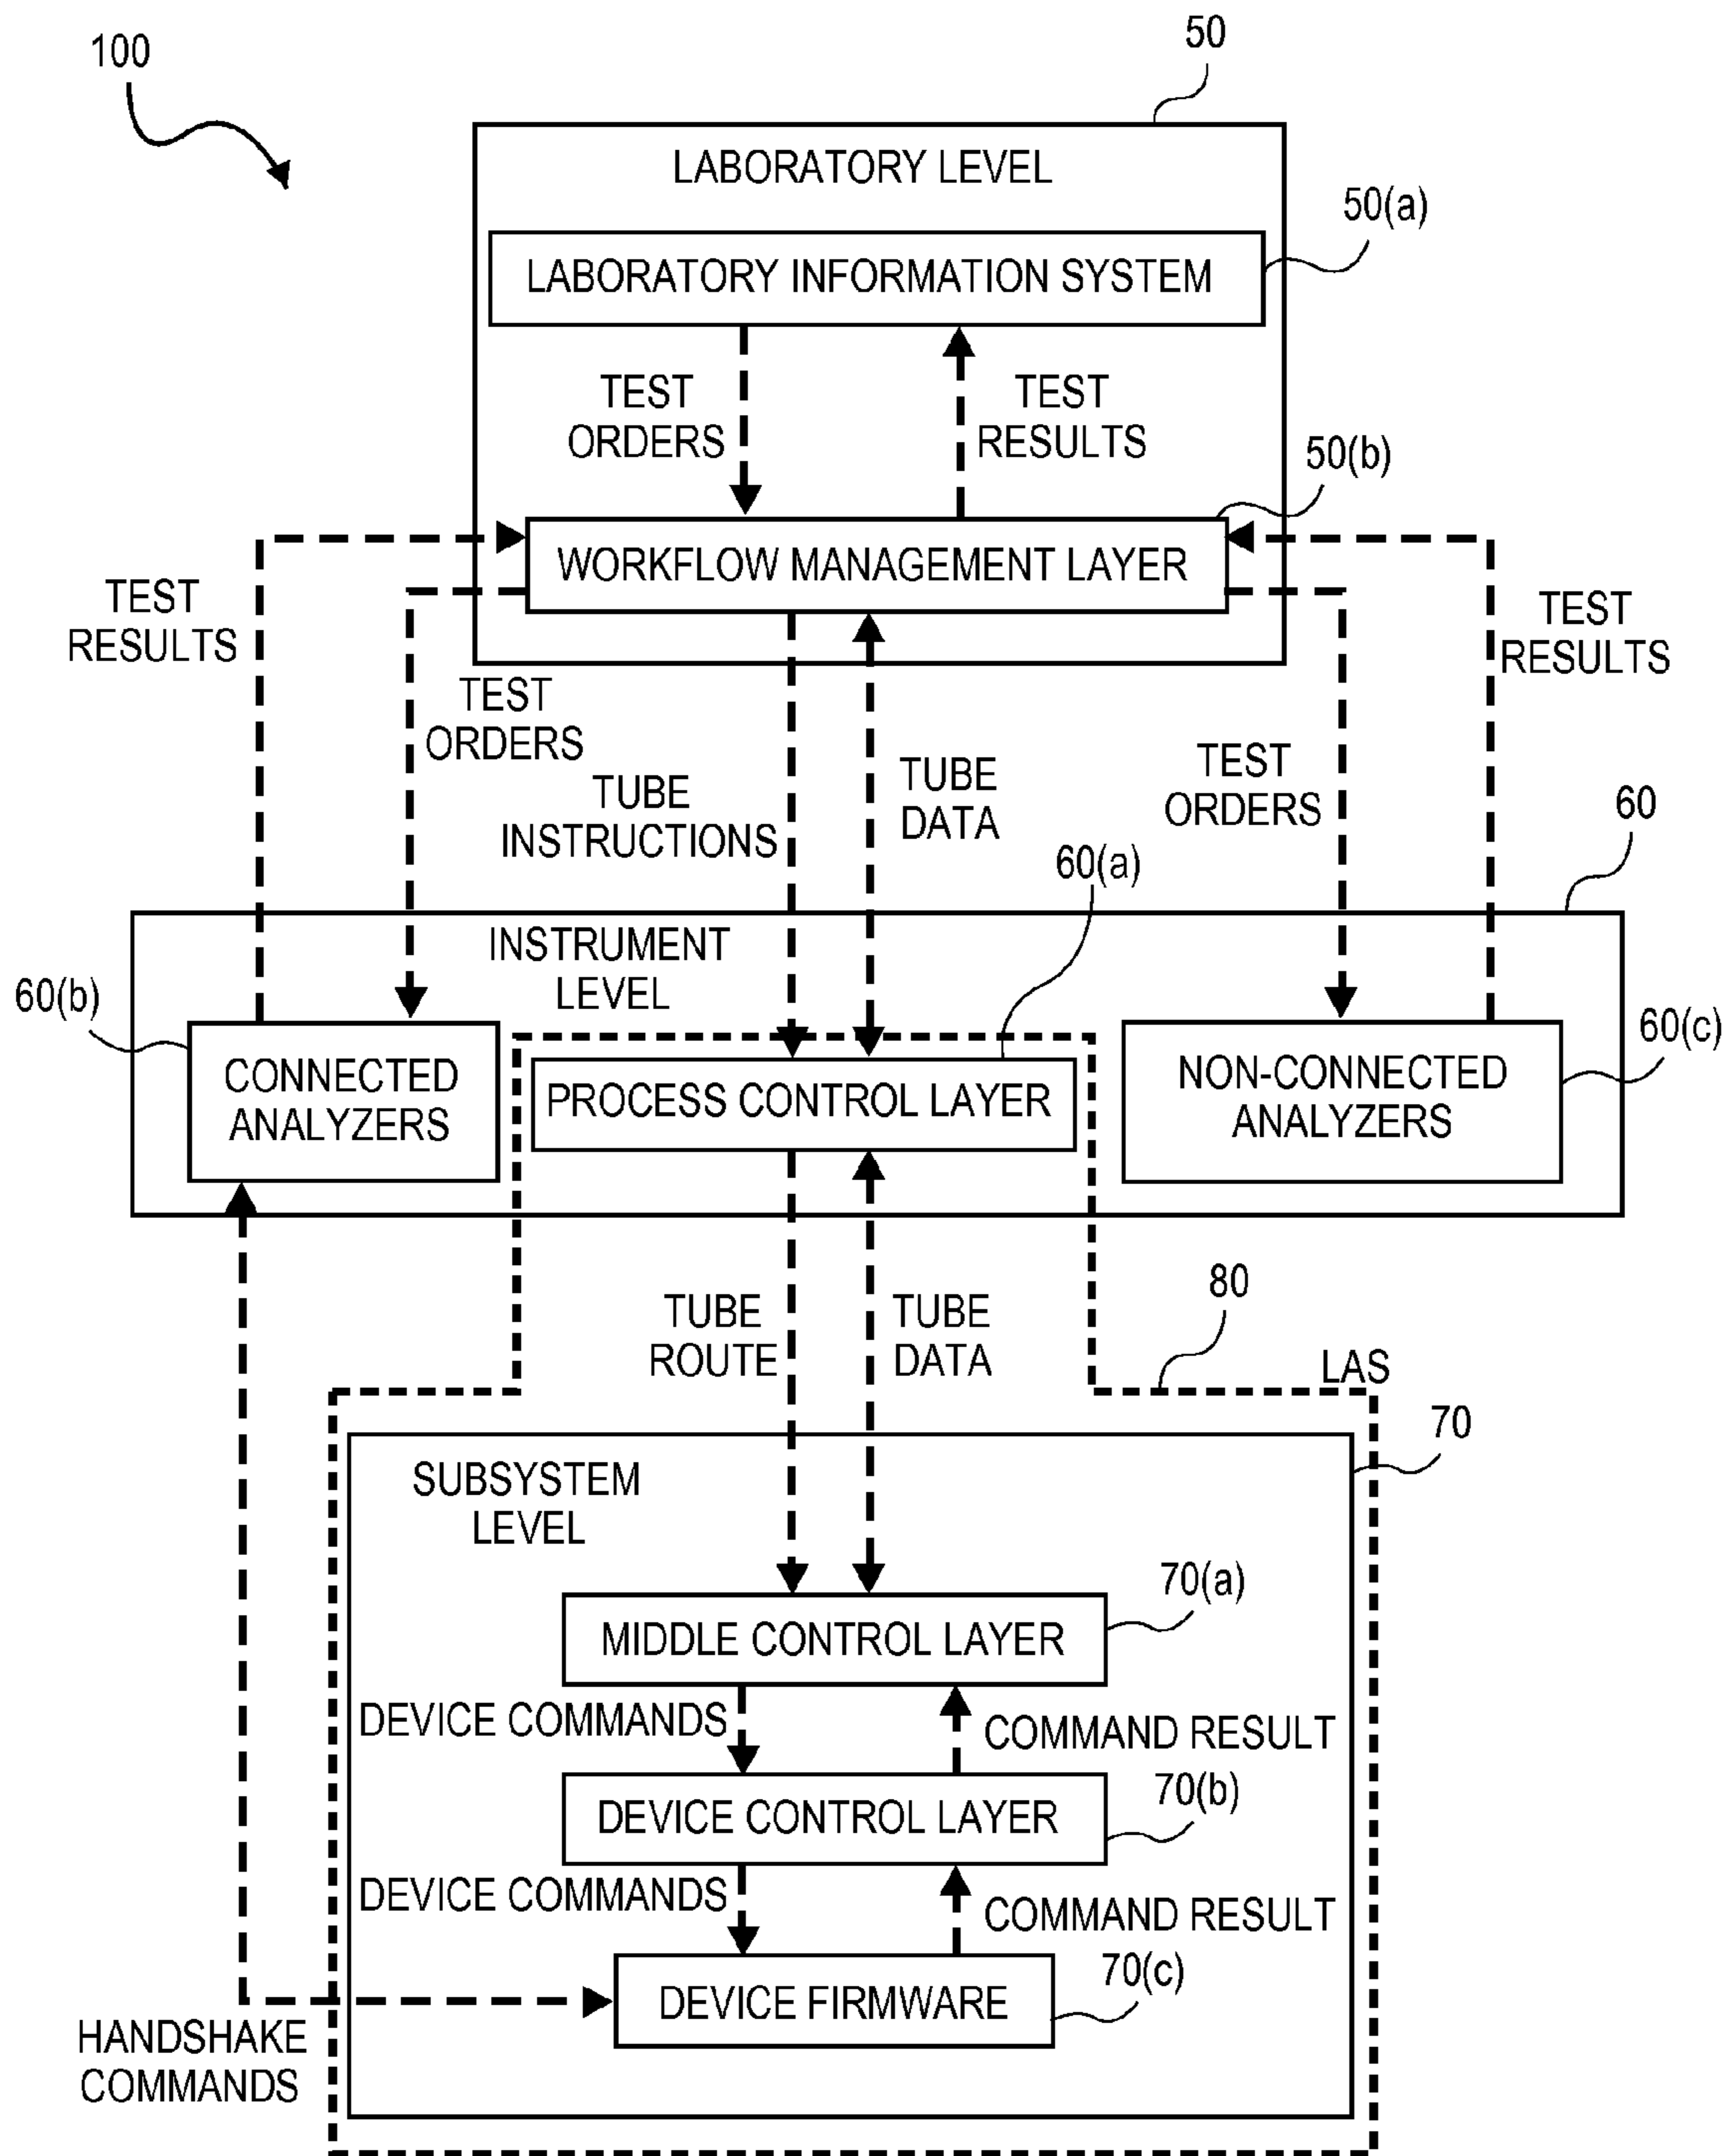 100
50
LABORATORY LEVEL
50(a)
LABORATORY INFORMATION SYSTEM
TEST
ORDERS
TEST
RESULTS
50(b)
WORKFLOW MANAGEMENT LAYER
TEST
RESULTS
TEST
RESULTS
TEST
ORDERS
TUBE
INSTRUCTIONS
TUBE
DATA
TEST
ORDERS
60
60(a)
INSTRUMENT
LEVEL
60(b)
60(c)
CONNECTED
ANALYZERS
PROCESS CONTROL LAYER
NON-CONNECTED
ANALYZERS
TUBE
ROUTE
TUBE
DATA
80
LAS
70
SUBSYSTEM
LEVEL
70(a)
MIDDLE CONTROL LAYER
DEVICE COMMANDS
COMMAND RESULT
70(b)
DEVICE CONTROL LAYER
DEVICE COMMANDS
COMMAND RESULT
70(c)
DEVICE FIRMWARE
HANDSHAKE
COMMANDS